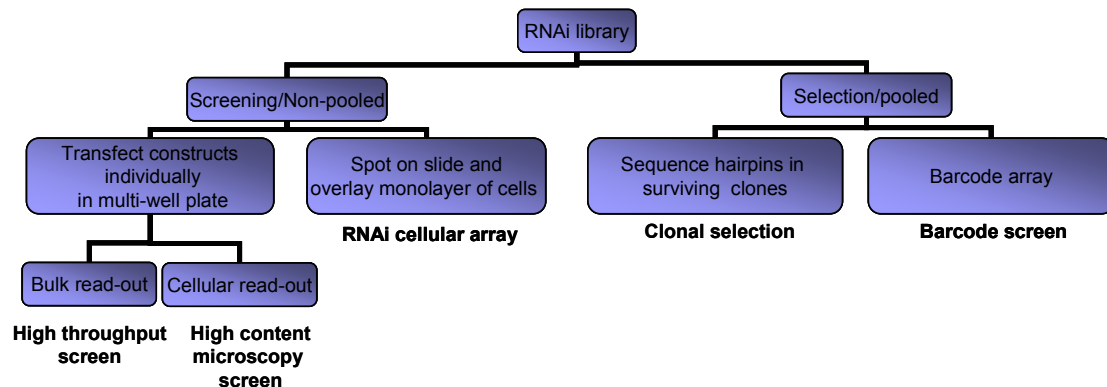 RNAi library
Screening/Non-pooled
Selection/pooled
Transfect constructs
individually
in multi-well plate
Spot on slide and
overlay monolayer of cells
Sequence hairpins in
surviving clones
Barcode array
RNAi cellular array
Clonal selection
Barcode screen
Bulk read-out
Cellular read-out
High throughput
screen
High content
microscopy
screen